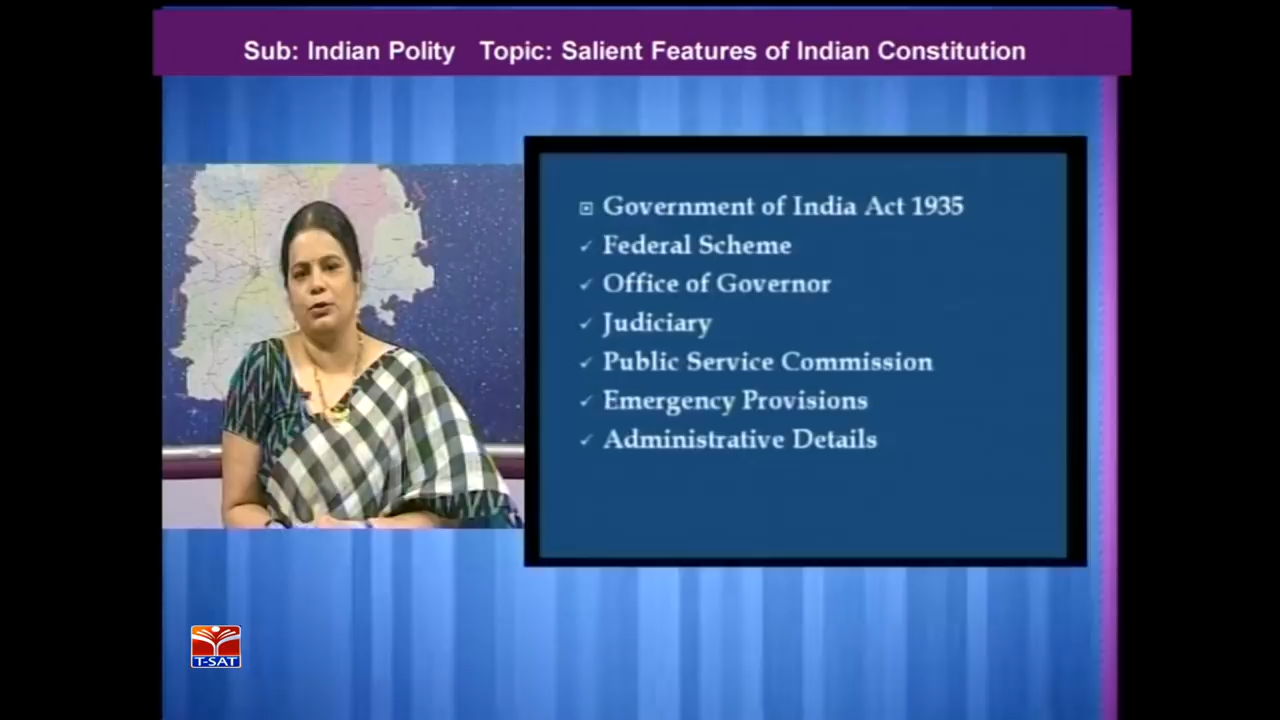 Sub: Indian Polity Topic: Salient Features of Indian Constitution
Government of India Act 1935
Federal Scheme
Office of Governor
Judiciary
Public Service Commission
Emergency Provisions
Administrative Details
T-SAT